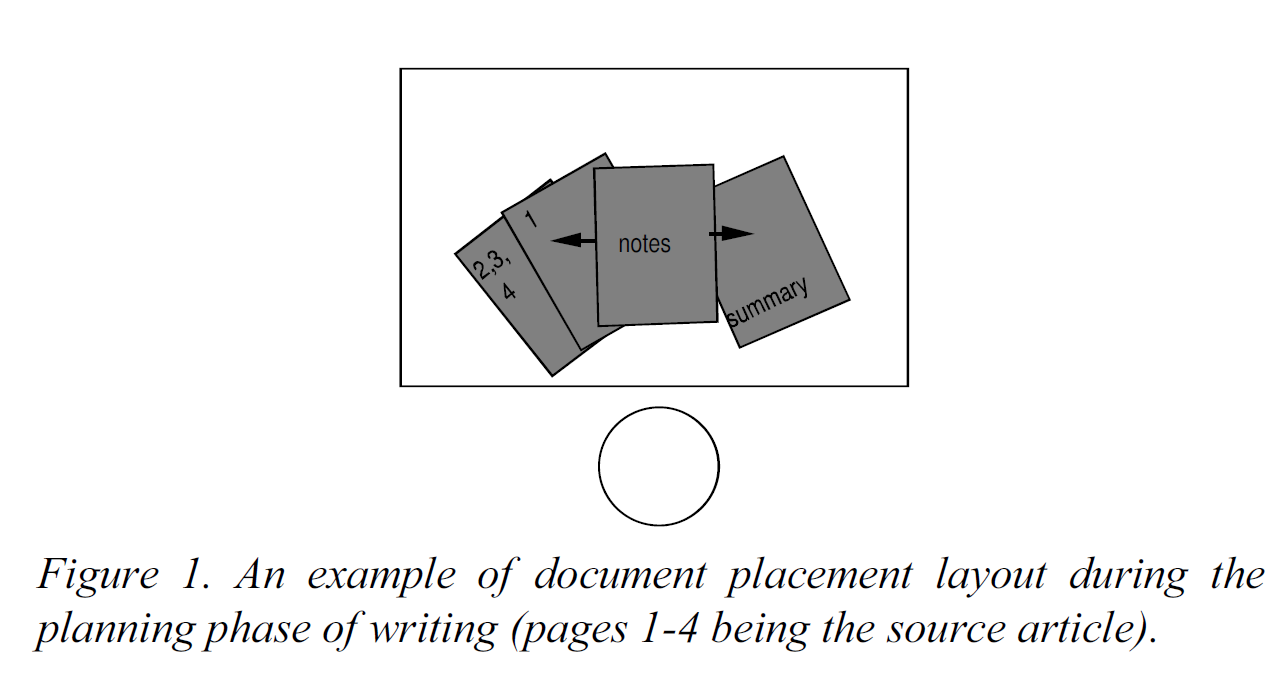 1
2,3,
4
notes
summary
Figure 1. An example of document placement layout during the
planning phase of writing (pages 1-4 being the source article).